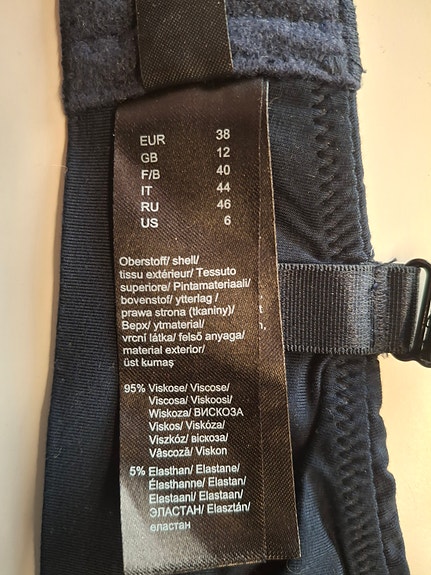 EUR 38
GB 12
F/B 40
IT 44
RU 46
US 6
Oberstoff/ shell/
tissu extérieur/ Tessuto
superiore/ Pintamateriaali/
bovenstof/ ytterlag /
prawa strona (tkaniny)/
Верх/ ytmaterial/
vrcní látka/ felső anyaga/
material exterior/
üst kumaş
95% Viskose/ Viscose/
Viscosa/ Viskoosi/
Wiskoza/ ВИСКОЗА
Viskos/ Viskóza/
Viszkóz/ віскоза/
Vâscoză/ Viskon
5% Elasthan/ Elastane/
Élasthanne/ Elastan/
Elastaani/ Elastaan/
ЭЛАСТАН/ Elasztán/
еластан